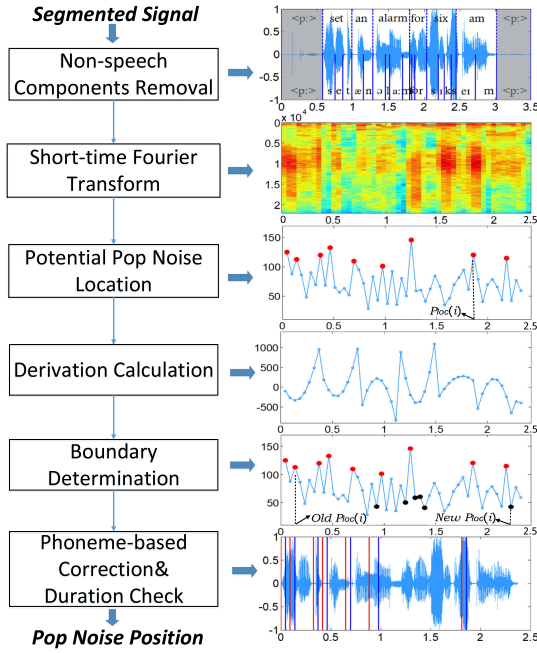 Segmented Signal
Non-speech
Components Removal
Short-time Fourier
Transform
Potential Pop Noise
Location
Derivation Calculation
Boundary
Determination
Phoneme-based
Correction&
Duration Check
Pop Noise Position
<p:> set an alarm for six am <p:>
1
0.5
0
-0.5
-1
<p:> s e t æ n ə l a: m f ɒ r s ɪ k s eɪ m <p:>
0 0.5 1 1.5 2 2.5 3 3.5
x 10⁴
0
0.5
1
1.5
2
0 0.5 1 1.5 2 2.5
150
100
50
Ploc(i)
0 0.5 1 1.5 2 2.5
1000
500
0
-500
0 0.5 1 1.5 2 2.5
150
100
50
Old Ploc(i) New Ploc(i)
0 0.5 1 1.5 2 2.5
1
0.5
0
-0.5
-1
0 0.5 1 1.5 2 2.5